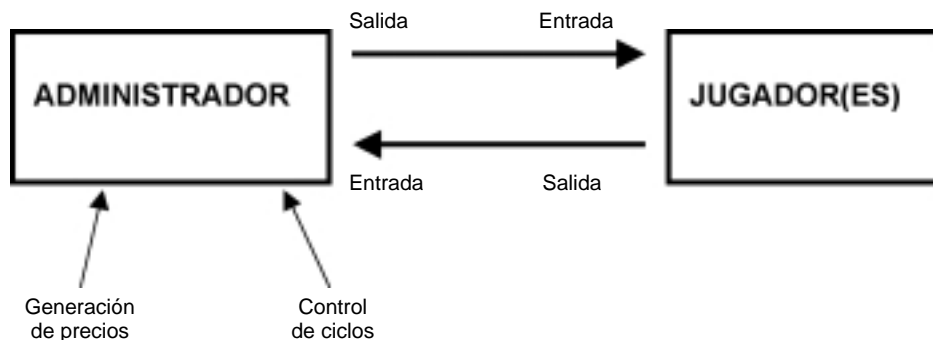 Salida Entrada
ADMINISTRADOR JUGADOR(ES)
Entrada Salida
Generación
de precios
Control
de ciclos